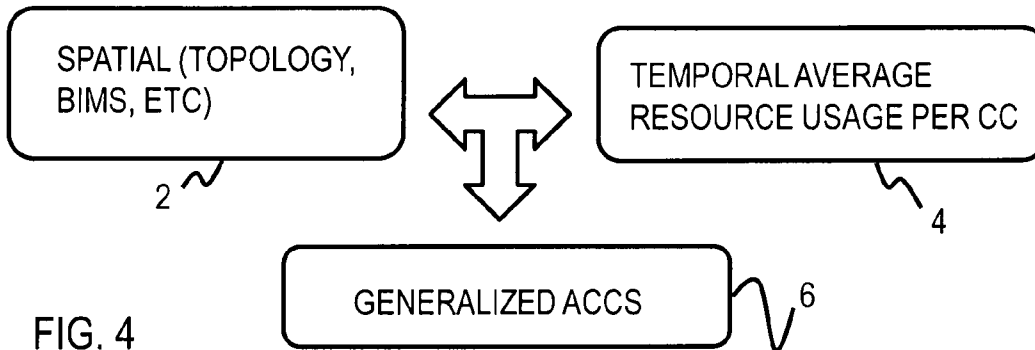 SPATIAL (TOPOLOGY,
BIMS, ETC)
2
TEMPORAL AVERAGE
RESOURCE USAGE PER CC
4
GENERALIZED ACCS
6
FIG. 4